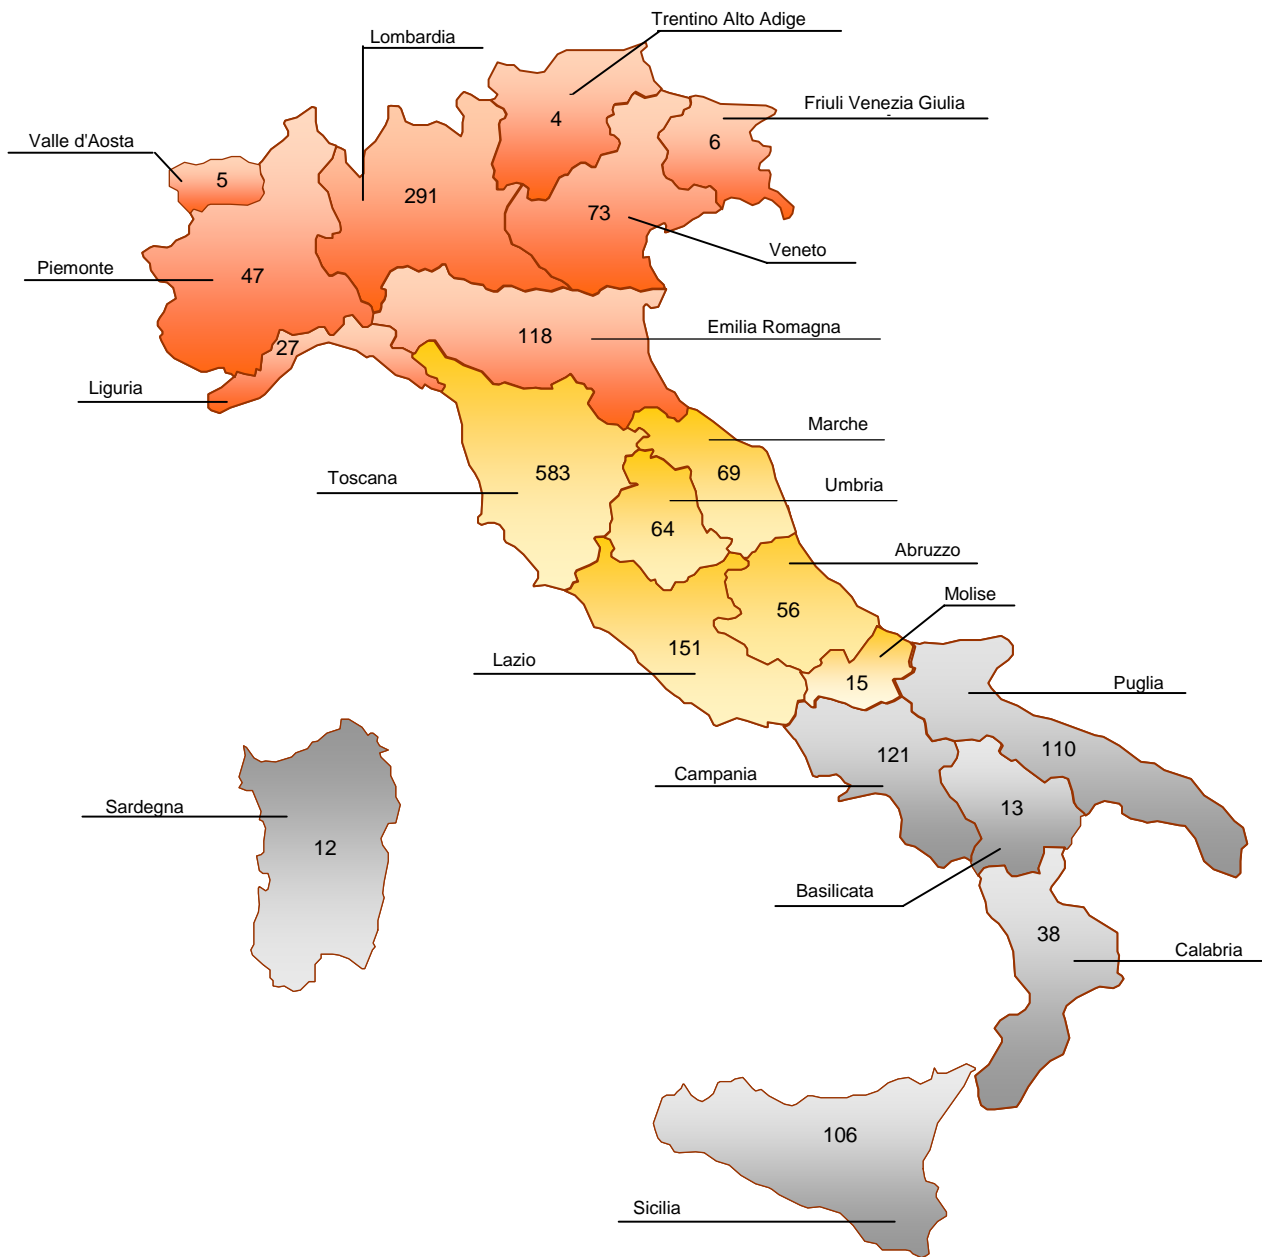 Trentino Alto Adige
Lombardia
Friuli Venezia Giulia
4
Valle d'Aosta
6
5
291
73
Veneto
Piemonte
47
Emilia Romagna
118
27
Liguria
Marche
583
69
Toscana
Umbria
64
Abruzzo
Molise
56
151
Lazio
15
Puglia
121
110
Campania
Sardegna
13
12
Basilicata
38
Calabria
106
Sicilia